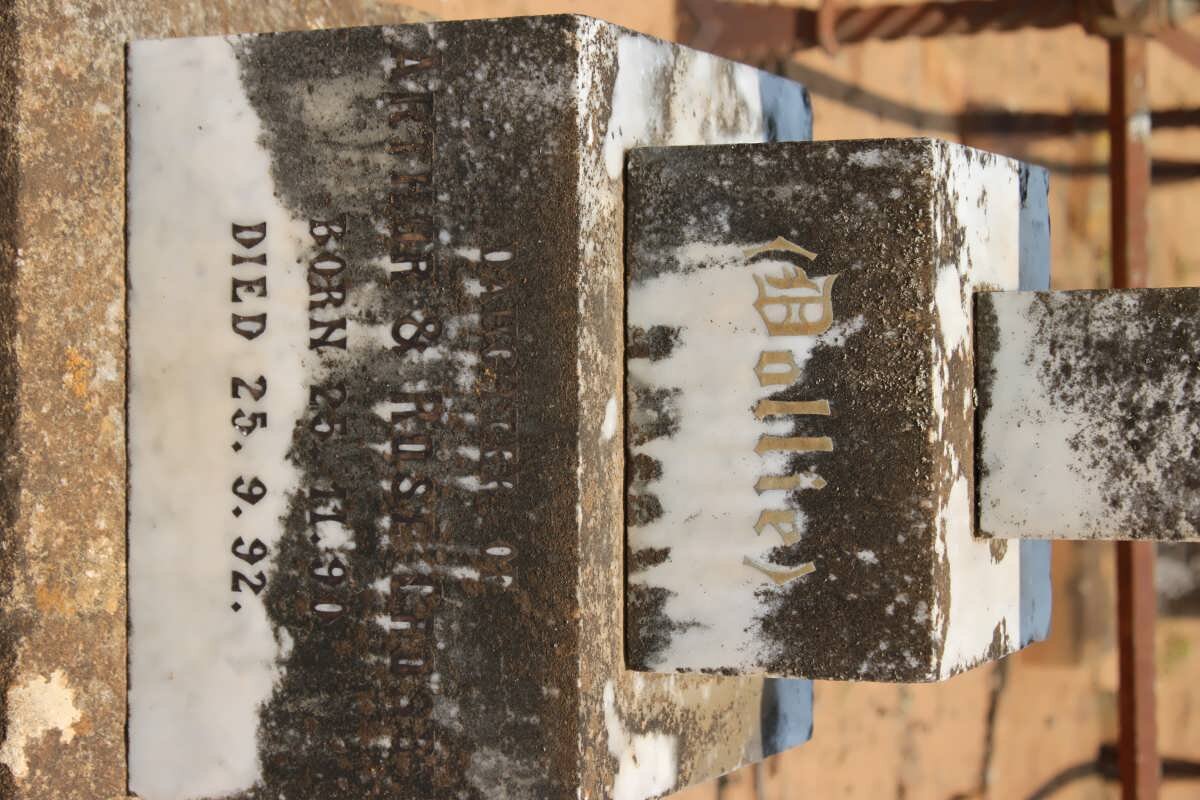 (Dollie)
DAUGHTER OF
ARTHUR & ROSE
BORN 25.11.90
DIED 25.9.92.